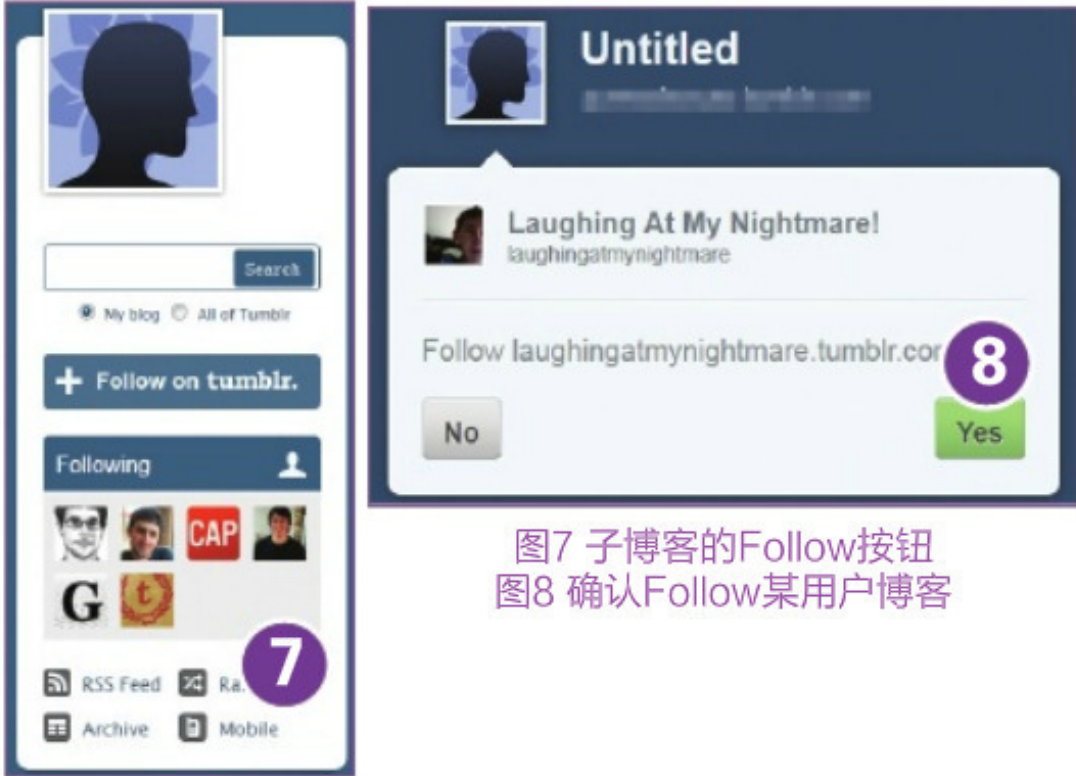 Search
My blog All of Tumblr
Follow on tumblr.
Following
CAP
G t
7
RSS Feed
Archive Mobile
Untitled
Laughing At My Nightmare!
laughingatmynightmare
Follow laughingatmynightmare.tumblr.com
8
No Yes
图7 子博客的Follow按钮
图8 确认Follow某用户博客